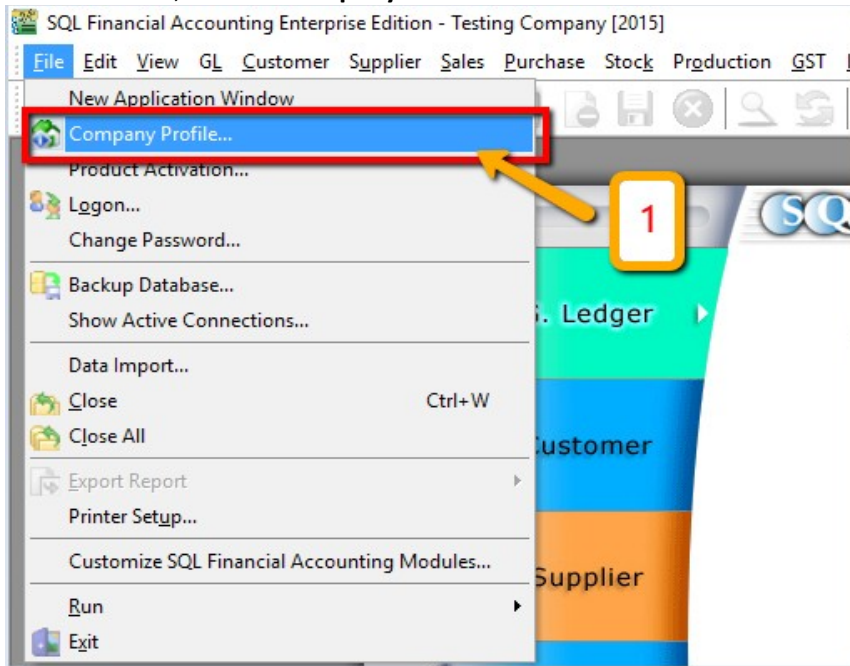 SQL Financial Accounting Enterprise Edition - Testing Company [2015]
File Edit View GL Customer Supplier Sales Purchase Stock Production GST
New Application Window
Company Profile...
Product Activation...
Logon...
Change Password...
1
Backup Database...
Show Active Connections...
Ledger
Data Import...
Close Ctrl+W
Close All
Customer
Export Report
Printer Setup...
Customize SQL Financial Accounting Modules...
Supplier
Run
Exit